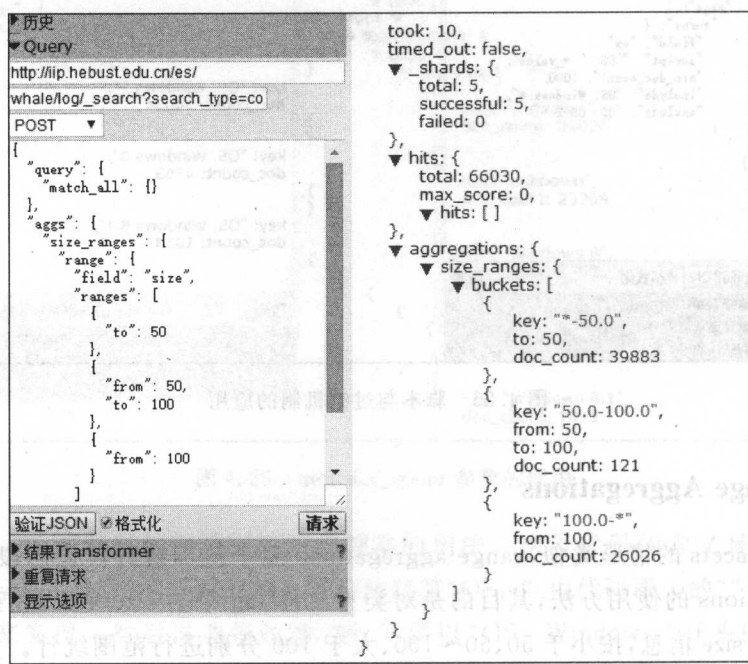 历史
Query
http://iip.hebust.edu.cn/es/
whale/log/_search?search_type=co
POST
{
"query": {
"match_all": {}
},
"aggs": {
"size_ranges": {
"range": {
"field": "size",
"ranges": [
{
"to": 50
},
{
"from": 50,
"to": 100
},
{
"from": 100
}
]
验证JSON 格式化 请求
结果Transformer ?
重复请求
显示选项 ?
took: 10,
timed_out: false,
_shards: {
total: 5,
successful: 5,
failed: 0
},
hits: {
total: 66030,
max_score: 0,
hits: [ ]
},
aggregations: {
size_ranges: {
buckets: [
{
key: "*-50.0",
to: 50,
doc_count: 39883
},
{
key: "50.0-100.0",
from: 50,
to: 100,
doc_count: 121
},
{
key: "100.0-*",
from: 100,
doc_count: 26026
}
]
}
}